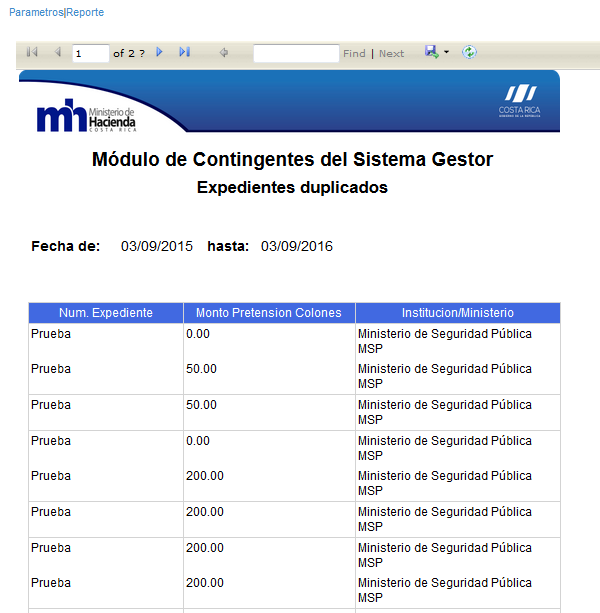 Parametros|Reporte
1 of 2 ? Find | Next
mh Ministerio de
Hacienda
COSTA RICA
COSTA RICA
GOBIERNO DE LA REPÚBLICA
Módulo de Contingentes del Sistema Gestor
Expedientes duplicados
Fecha de: 03/09/2015 hasta: 03/09/2016
Num. Expediente Monto Pretension Colones Institucion/Ministerio
Prueba 0.00 Ministerio de Seguridad Pública
MSP
Prueba 50.00 Ministerio de Seguridad Pública
MSP
Prueba 50.00 Ministerio de Seguridad Pública
MSP
Prueba 0.00 Ministerio de Seguridad Pública
MSP
Prueba 200.00 Ministerio de Seguridad Pública
MSP
Prueba 200.00 Ministerio de Seguridad Pública
MSP
Prueba 200.00 Ministerio de Seguridad Pública
MSP
Prueba 200.00 Ministerio de Seguridad Pública
MSP